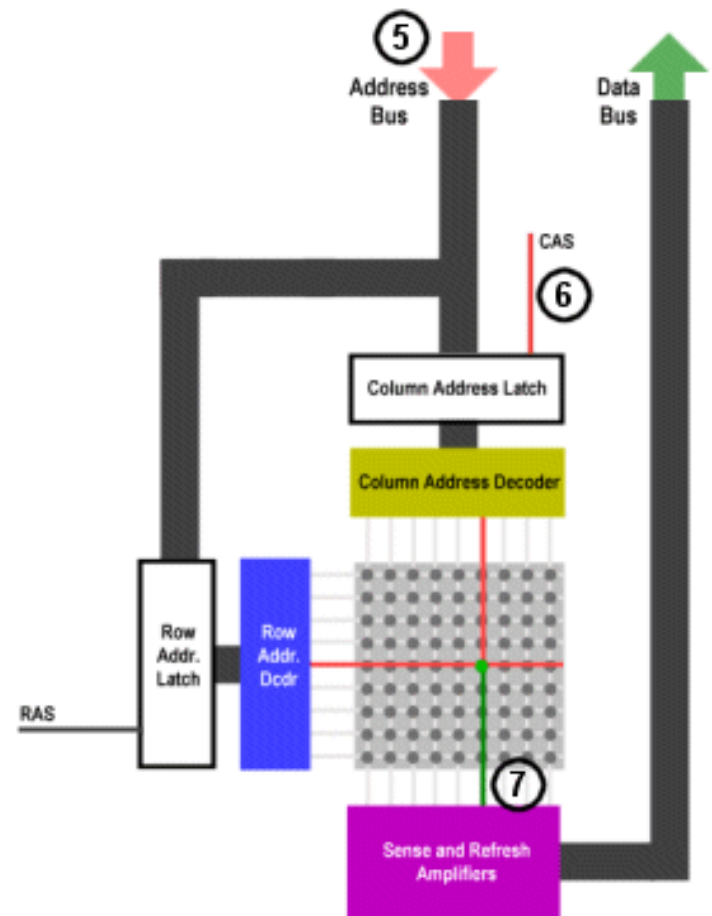 5
Address
Bus
Data
Bus
CAS
6
Column Address Latch
Column Address Decoder
Row
Addr.
Latch
Row
Addr.
Dcdr
RAS
7
Sense and Refresh
Amplifiers